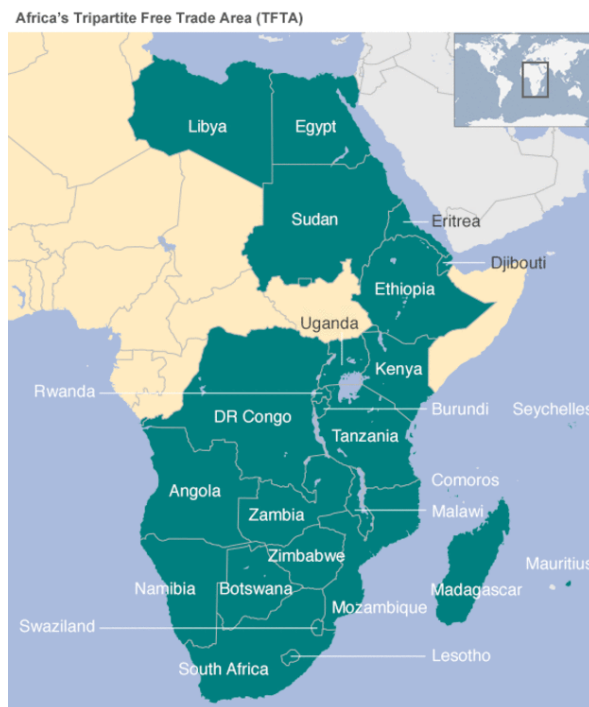 Africa's Tripartite Free Trade Area (TFTA)
Libya
Egypt
Sudan
Eritrea
Djibouti
Ethiopia
Uganda
Kenya
Rwanda
DR Congo
Burundi
Seychelles
Tanzania
Angola
Comoros
Malawi
Zambia
Zimbabwe
Mauritius
Namibia
Botswana
Madagascar
Mozambique
Swaziland
Lesotho
South Africa